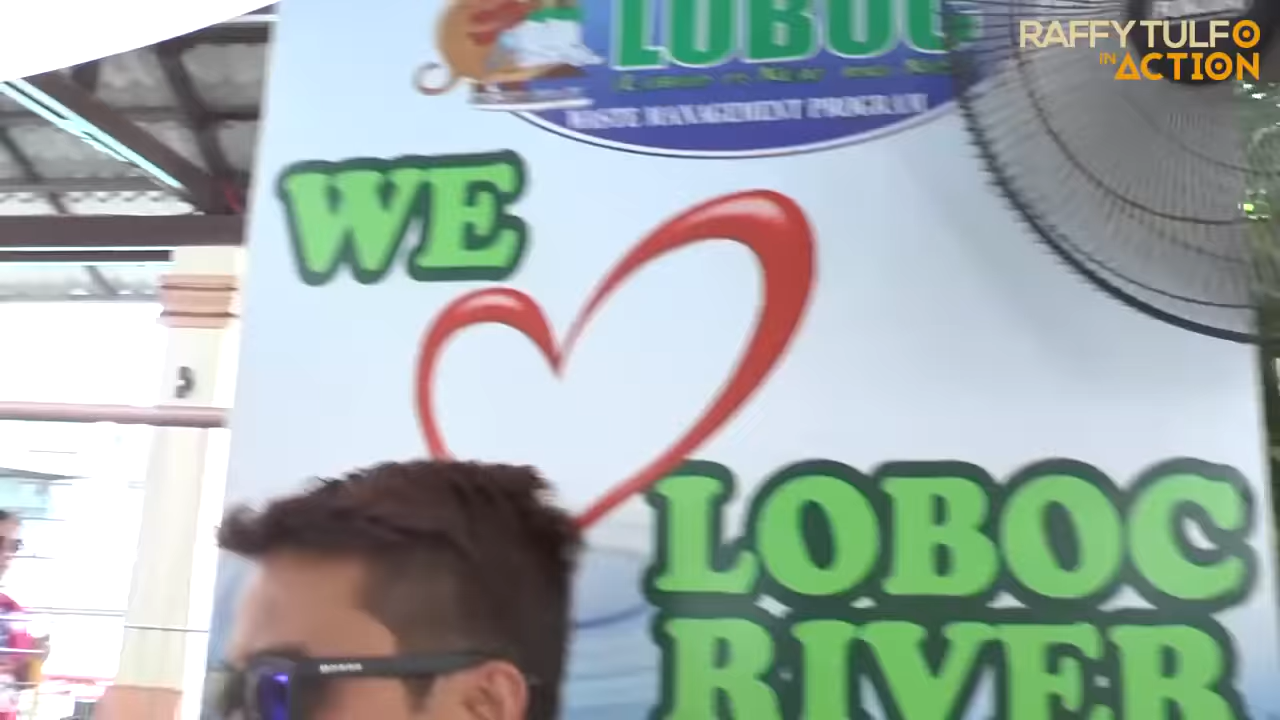 RAFFY TULFO
IN ACTION
LOBOC
WASTE MANAGEMENT PROGRAM
WE
LOBOC
RIVER